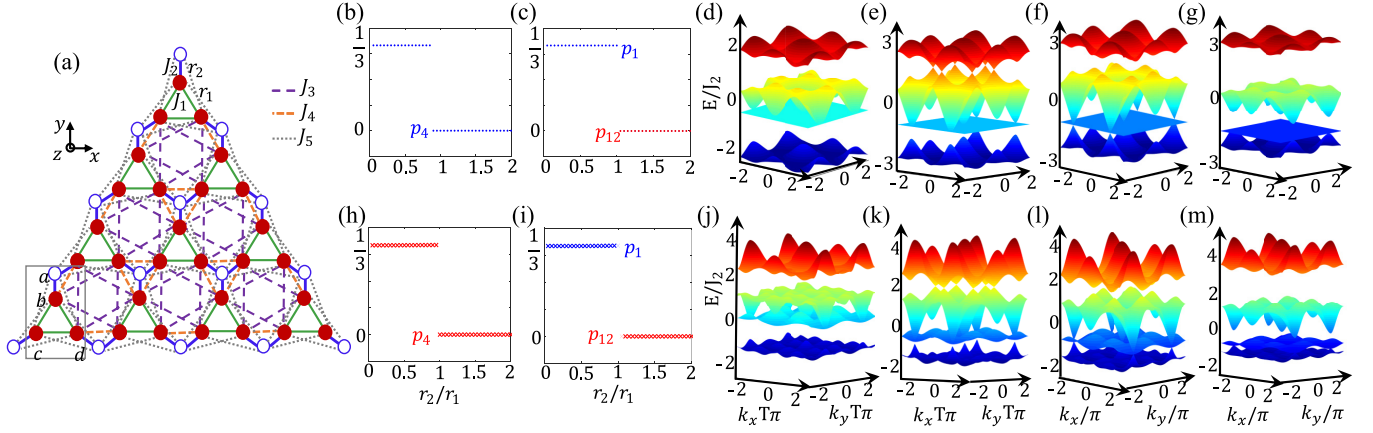 (a)
J₂ r₂
J₁ r₁
J₃
J₄
J₅
y
z x
a
b
c d
(b)
1/3
0
p₄
0 0.5 1 1.5 2
(c)
1/3
0
p₁
p₁₂
0 0.5 1 1.5 2
(d)
E/J₂
2
0
-2
-2 0 2
-2 0 2
(e)
3
0
-3
-2 0 2
-2 0 2
(f)
3
0
-3
-2 0 2
-2 0 2
(g)
3
0
-3
-2 0 2
-2 0 2
(h)
1/3
0
p₄
0 0.5 1 1.5 2
r₂/r₁
(i)
1/3
0
p₁
p₁₂
0 0.5 1 1.5 2
r₂/r₁
(j)
E/J₂
4
2
0
-2
-2 0 2
-2 0 2
kₓTπ
k_yTπ
(k)
4
2
0
-2
-2 0 2
-2 0 2
kₓTπ
k_yTπ
(l)
4
2
0
-2
-2 0 2
-2 0 2
kₓ/π
k_y/π
(m)
4
2
0
-2
-2 0 2
-2 0 2
kₓ/π
k_y/π